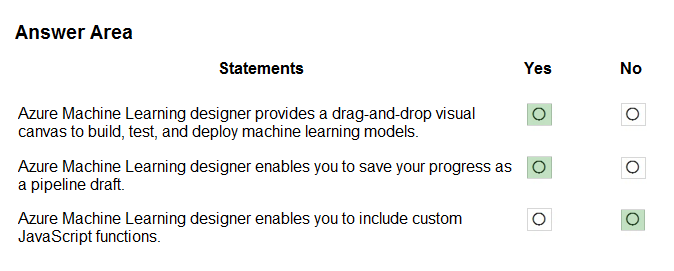 Answer Area
Statements Yes No
Azure Machine Learning designer provides a drag-and-drop visual
canvas to build, test, and deploy machine learning models.
Azure Machine Learning designer enables you to save your progress as
a pipeline draft.
Azure Machine Learning designer enables you to include custom
JavaScript functions.